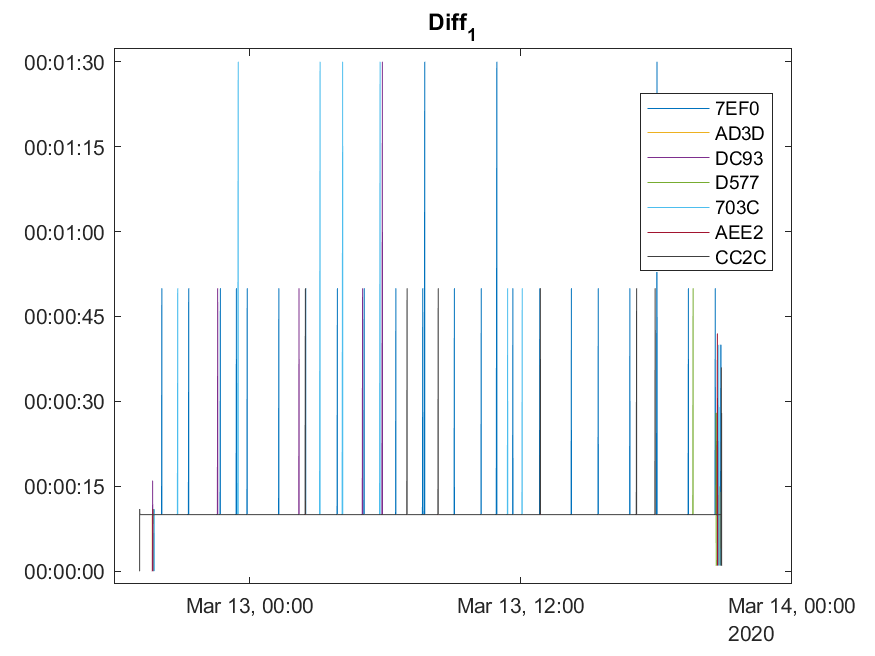 Diff1
00:01:30
00:01:15
00:01:00
00:00:45
00:00:30
00:00:15
00:00:00
7EF0
AD3D
DC93
D577
703C
AEE2
CC2C
Mar 13, 00:00
Mar 13, 12:00
Mar 14, 00:00
2020